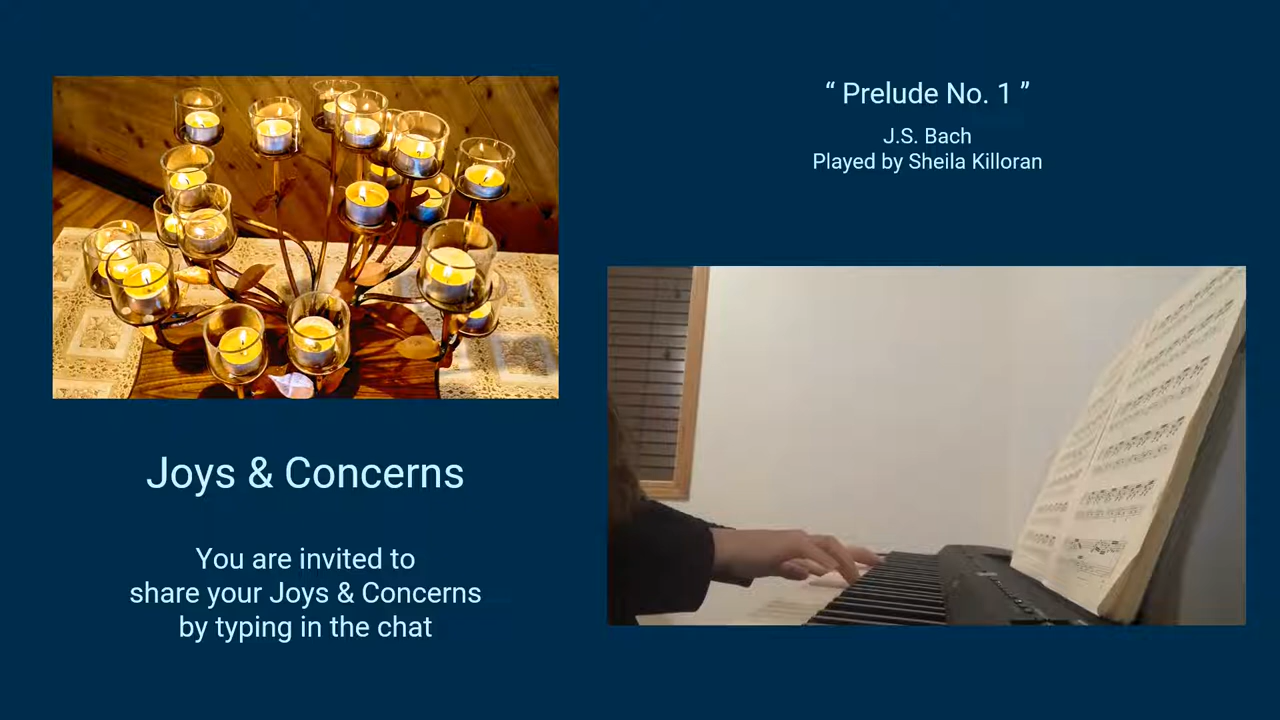 “ Prelude No. 1 ”
J.S. Bach
Played by Sheila Killoran
Joys & Concerns
You are invited to
share your Joys & Concerns
by typing in the chat